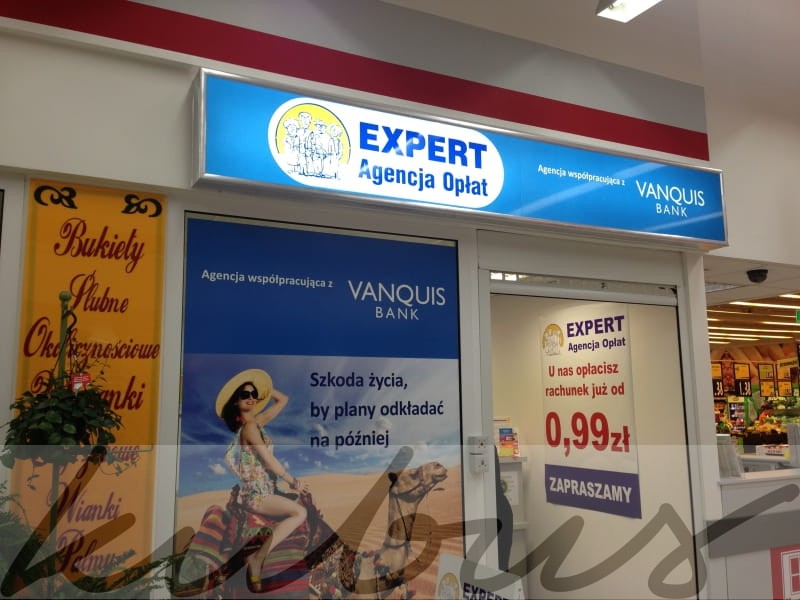 EXPERT
Agencja Opłat
Agencja współpracująca z
VANQUIS
BANK
Bukiety
Ślubne
Okolicznościowe
Wianki
Palmy
Agencja współpracująca z
VANQUIS
BANK
Szkoda życia,
by plany odkładać
na później
EXPERT
Agencja Opłat
U nas opłacisz
rachunek już od
0,99zł
ZAPRASZAMY
EXPERT
kubus